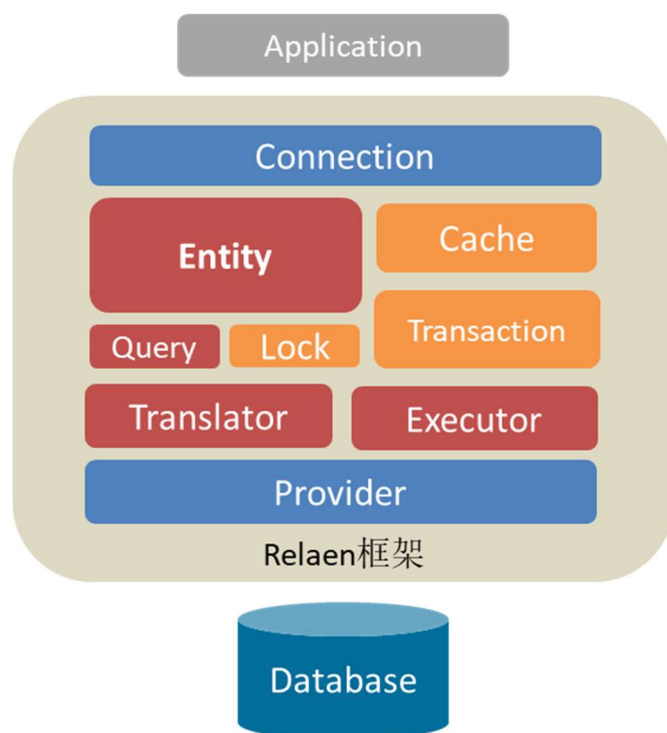 Application
Connection
Entity
Cache
Transaction
Query
Lock
Translator
Executor
Provider
Relaen框架
Database